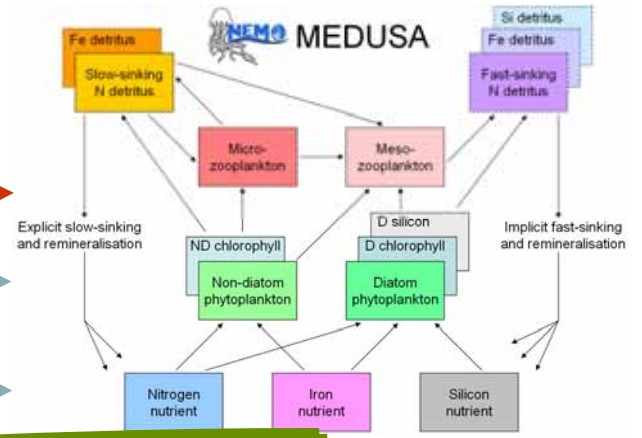 NEMO MEDUSA
Si detritus
Fe detritus
Fe detritus
Slow-sinking
N detritus
Fast-sinking
N detritus
Micro-
zooplankton
Meso-
zooplankton
Explicit slow-sinking
and remineralisation
D silicon
Implicit fast-sinking
and remineralisation
ND chlorophyll
D chlorophyll
Non-diatom
phytoplankton
Diatom
phytoplankton
Nitrogen
nutrient
Iron
nutrient
Silicon
nutrient